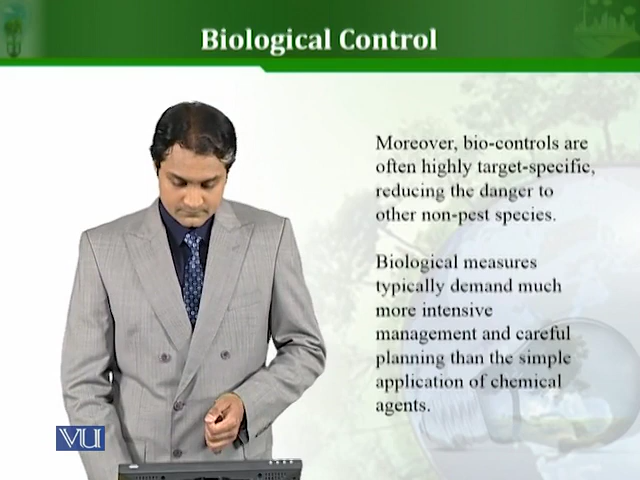 Biological Control
Moreover, bio-controls are
often highly target-specific,
reducing the danger to
other non-pest species.
Biological measures
typically demand much
more intensive
management and careful
planning than the simple
application of chemical
agents.
VU